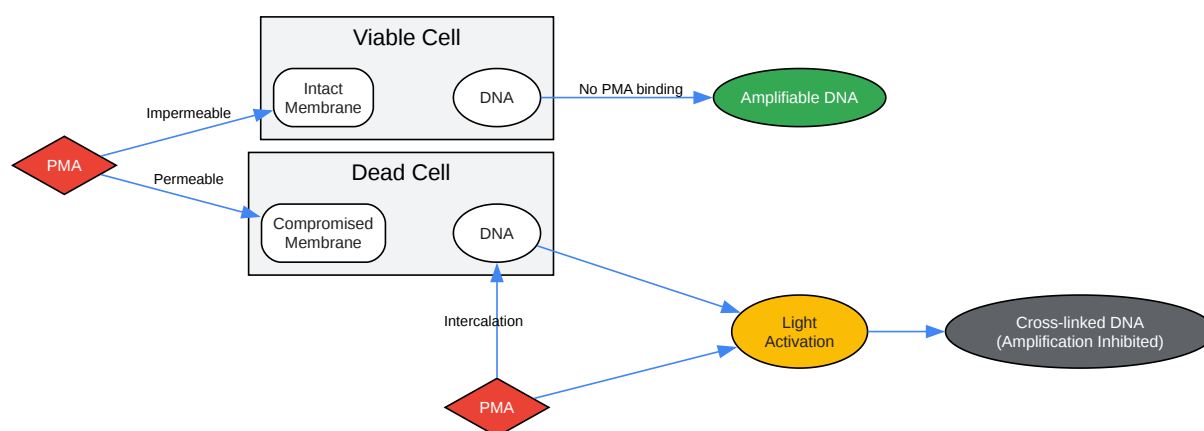 Viable Cell
Intact
Membrane
DNA
No PMA binding
Amplifiable DNA
Impermeable
PMA
Permeable
Dead Cell
Compromised
Membrane
DNA
Intercalation
Light
Activation
Cross-linked DNA
(Amplification Inhibited)
PMA